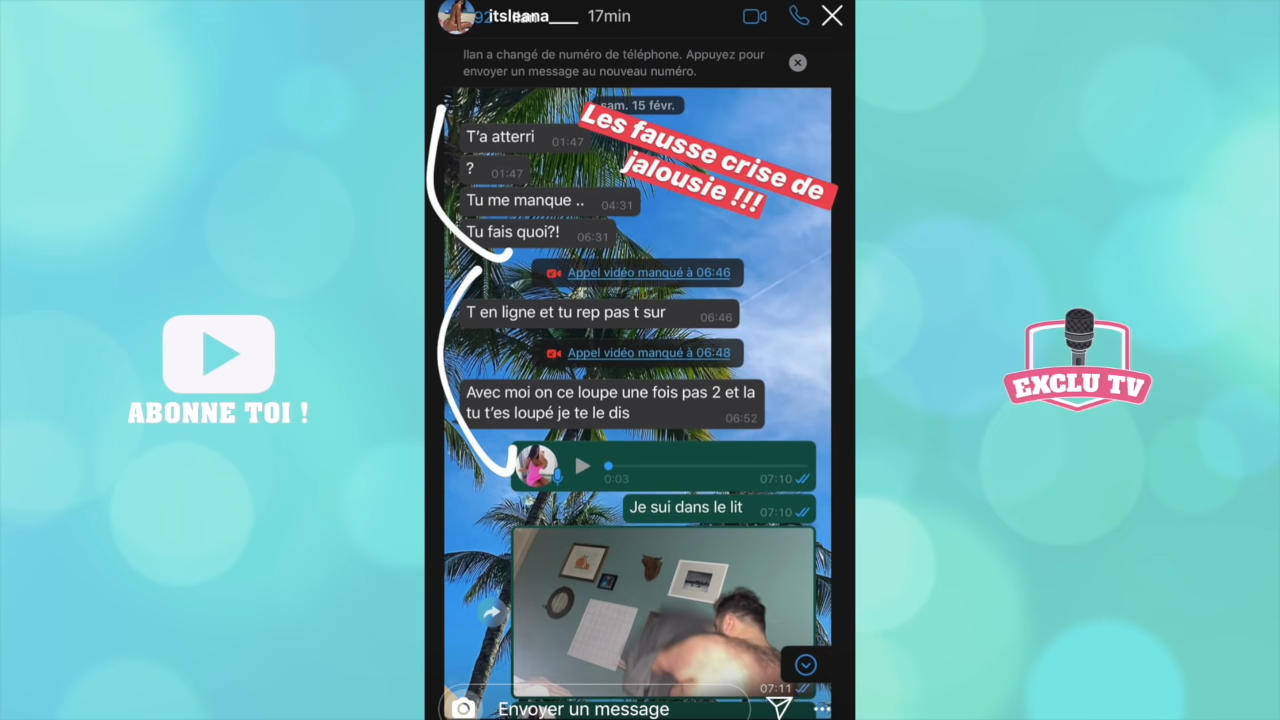 itsleana___ 17min
Ilan a changé de numéro de téléphone. Appuyez pour
envoyer un message au nouveau numéro.
sam. 15 févr.
Les fausse crise de
jalousie !!!
T'a atterri 01:47
? 01:47
Tu me manque .. 04:31
Tu fais quoi?! 06:31
Appel vidéo manqué à 06:46
T en ligne et tu rep pas t sur 06:46
Appel vidéo manqué à 06:48
Avec moi on ce loupe une fois pas 2 et la
tu t'es loupé je te le dis 06:52
0:03 07:10
Je sui dans le lit 07:10
07:11
Envoyer un message
ABONNE TOI !
EXCLU TV